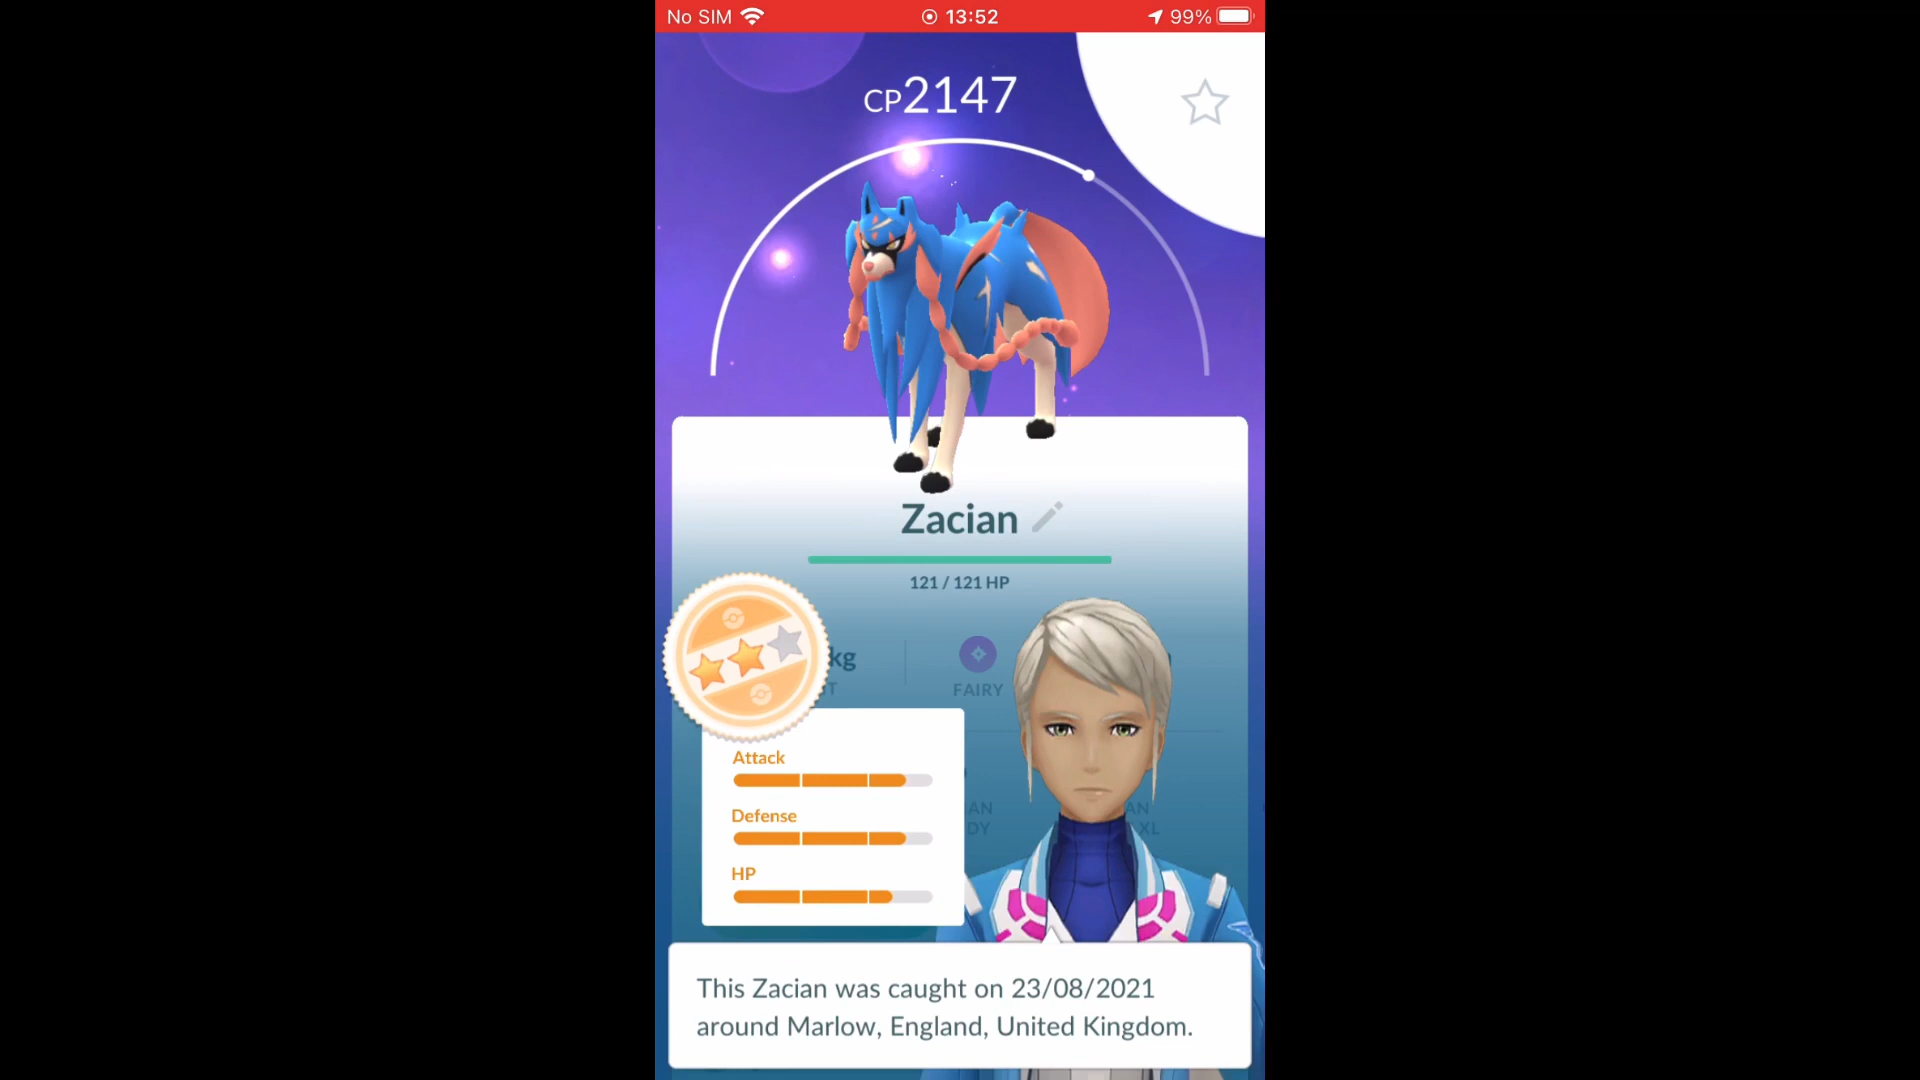 No SIM 13:52 99%
CP2147
Zacian
121 / 121 HP
kg
FAIRY
Attack
Defense
HP
This Zacian was caught on 23/08/2021
around Marlow, England, United Kingdom.